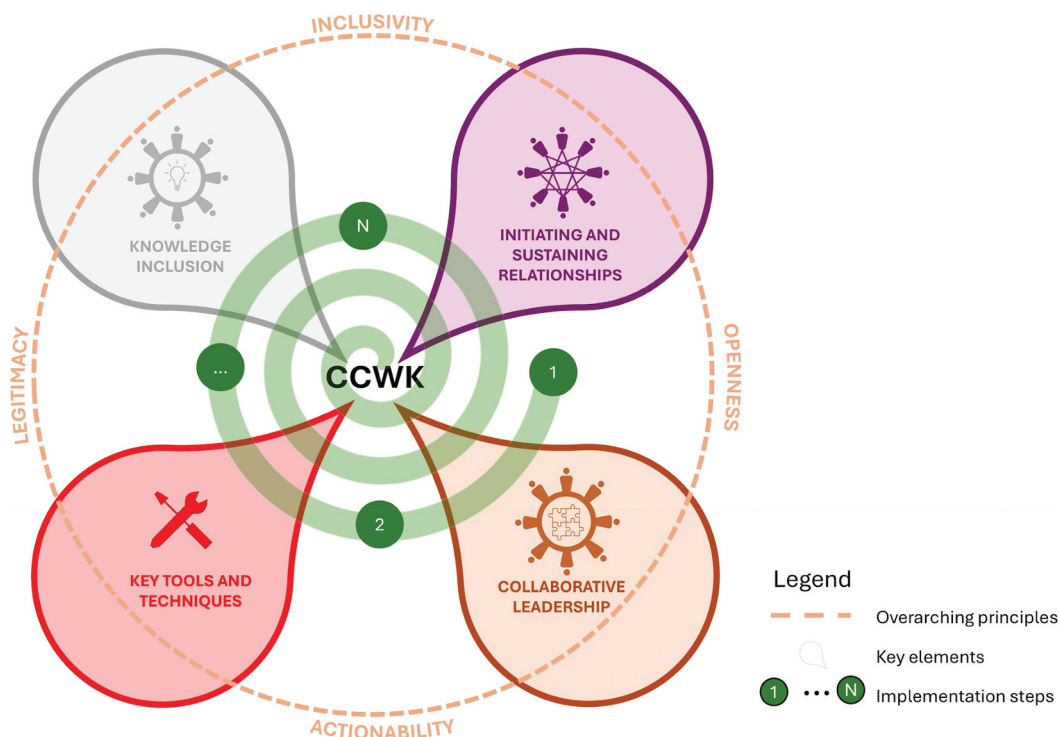 INCLUSIVITY
KNOWLEDGE
INCLUSION
INITIATING AND
SUSTAINING
RELATIONSHIPS
N
LEGITIMACY
OPENNESS
...
CCWK
1
2
KEY TOOLS AND
TECHNIQUES
COLLABORATIVE
LEADERSHIP
ACTIONABILITY
Legend
Overarching principles
Key elements
1 ... N Implementation steps